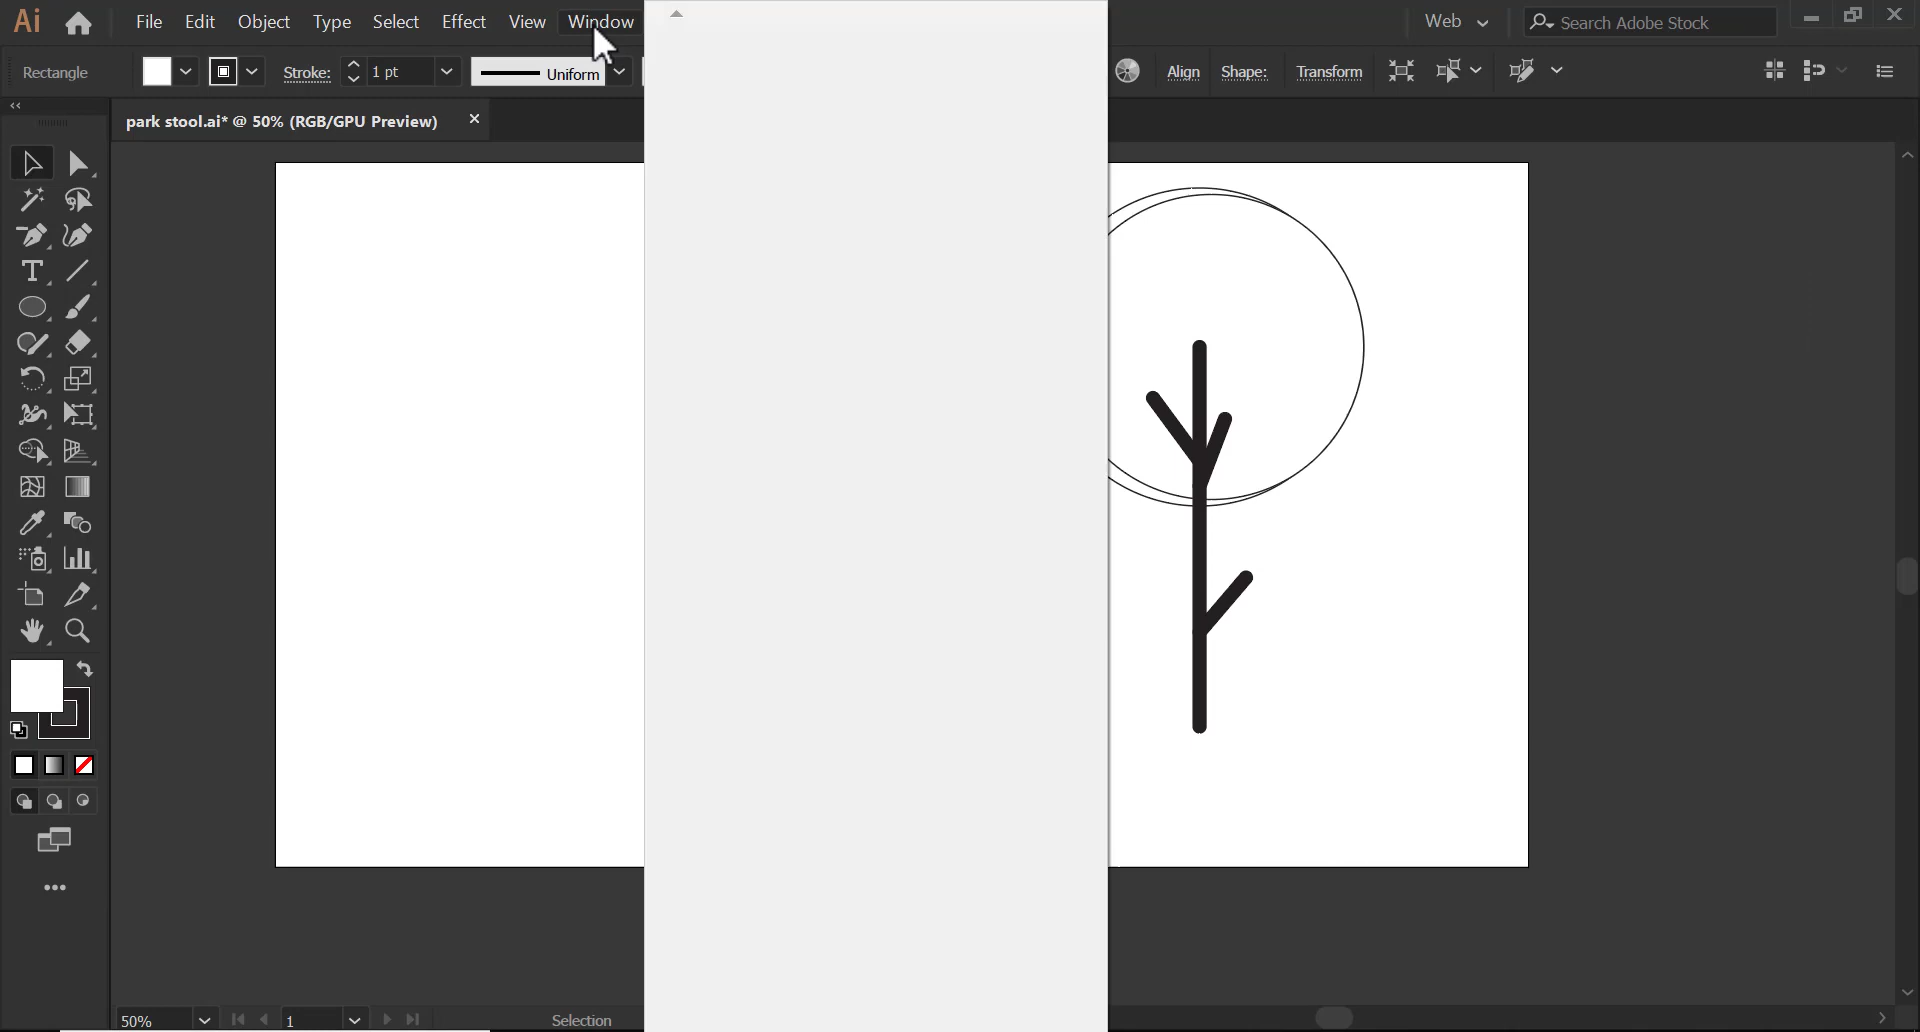 Ai File Edit Object Type Select Effect View Window Web Search Adobe Stock
Rectangle Stroke: 1 pt Uniform Align Shape: Transform
park stool.ai* @ 50% (RGB/GPU Preview)
50% 1 Selection